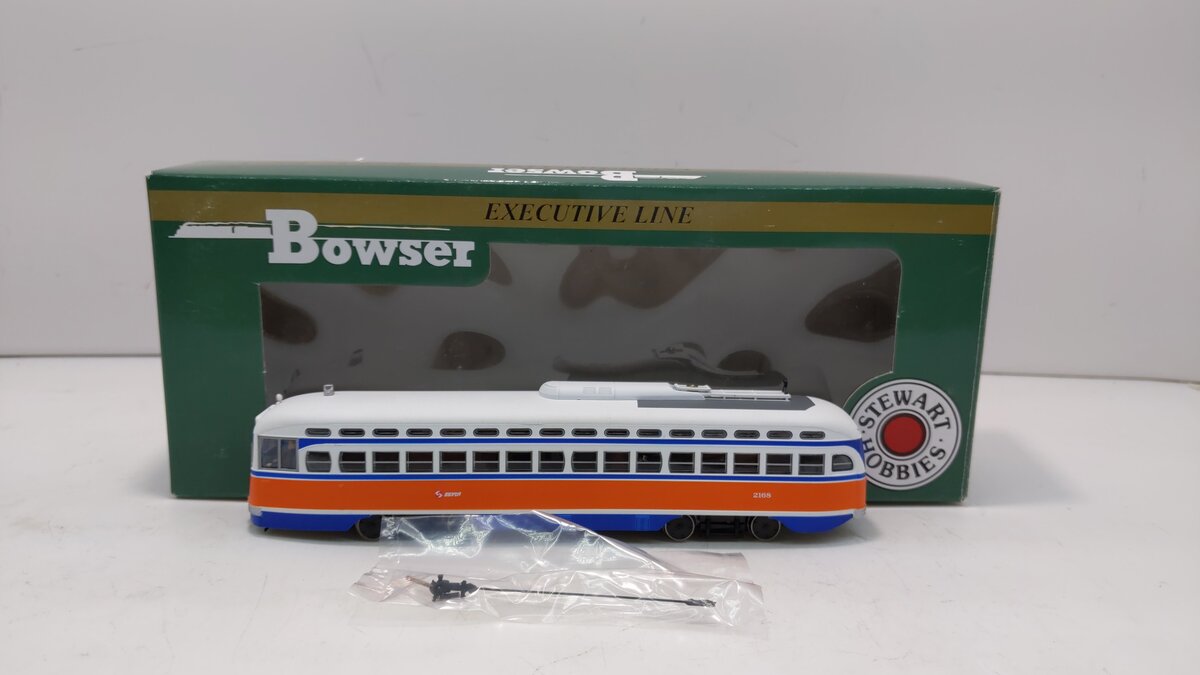 Bowser
EXECUTIVE LINE
Bowser
STEWART
HOBBIES
SEPTA
2168